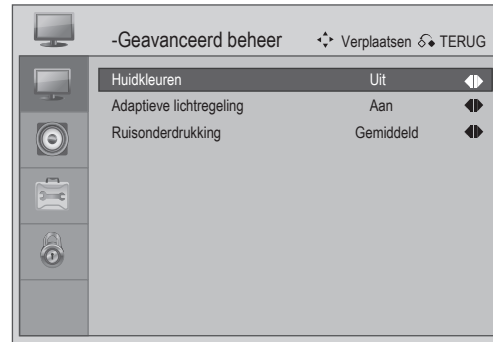 -Geavanceerd beheer Verplaatsen TERUG
Huidkleuren Uit
Adaptieve lichtregeling Aan
Ruisonderdrukking Gemiddeld